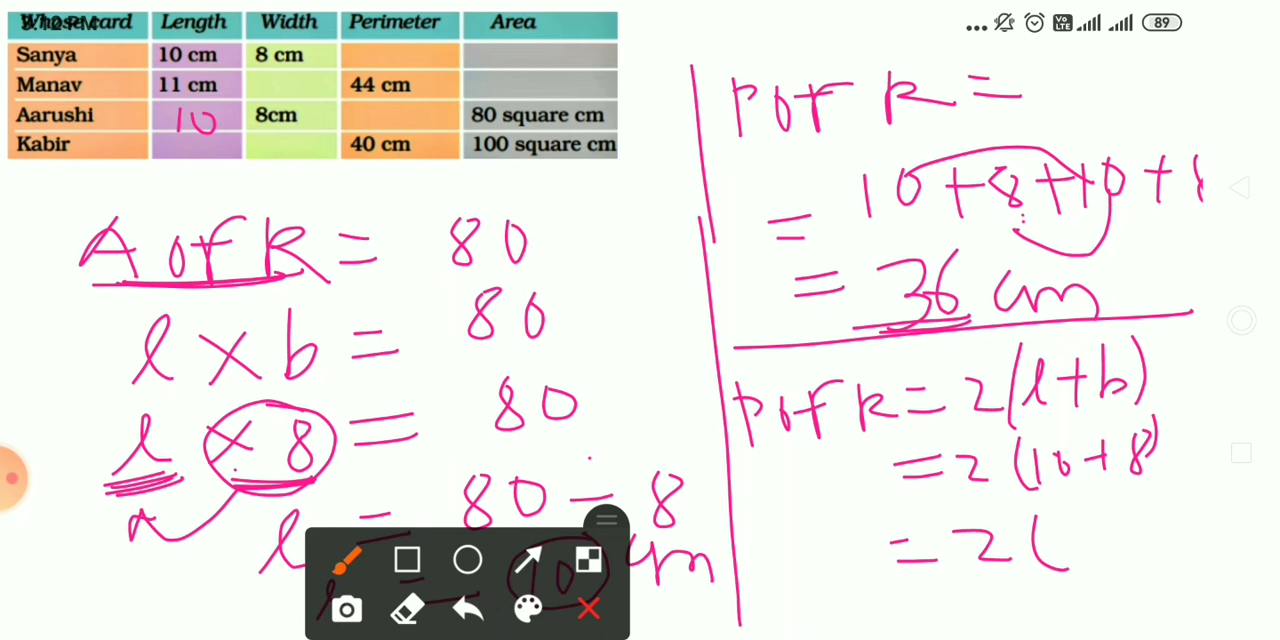 Whose card Length Width Perimeter Area
Sanya 10 cm 8 cm
Manav 11 cm 44 cm
Aarushi 10 8cm 80 square cm
Kabir 40 cm 100 square cm
89
A of R = 80
l × b = 80
l × 8 = 80
l = 80 - 8
l = 10 cm
P of R =
= 10 + 8 + 10 +
= 36 cm
P of R = 2(l + b)
= 2 (10 + 8)
= 2 (